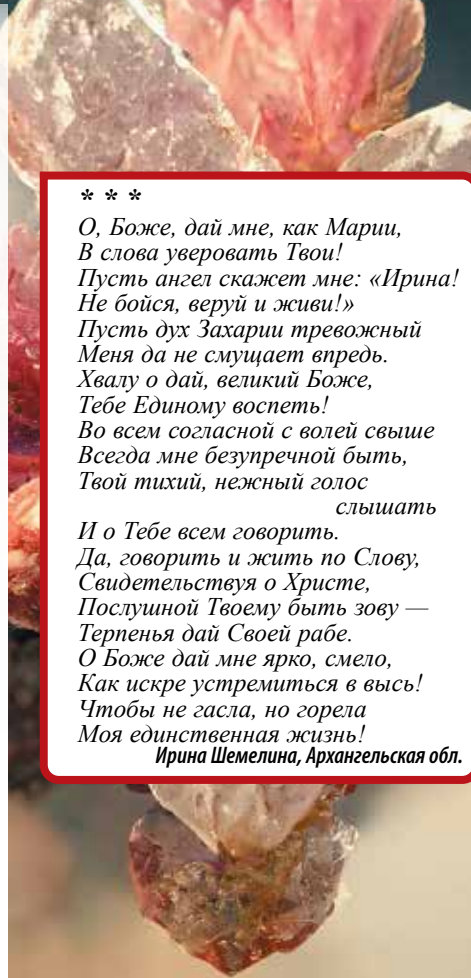 * * *
О, Боже, дай мне, как Марии,
В слова уверовать Твои!
Пусть ангел скажет мне: «Ирина!
Не бойся, веруй и живи!»
Пусть дух Захарии тревожный
Меня да не смущает впредь.
Хвалу о дай, великий Боже,
Тебе Единому воспеть!
Во всем согласной с волей свыше
Всегда мне безупречной быть,
Твой тихий, нежный голос
слышать
И о Тебе всем говорить.
Да, говорить и жить по Слову,
Свидетельствуя о Христе,
Послушной Твоему быть зову —
Терпенья дай Своей рабе.
О Боже дай мне ярко, смело,
Как искре устремиться в высь!
Чтобы не гасла, но горела
Моя единственная жизнь!
Ирина Шемелина, Архангельская обл.